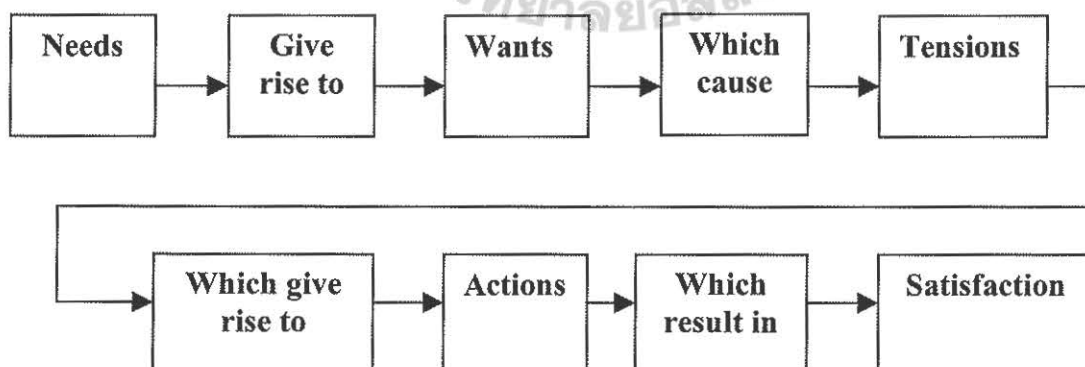 Needs
Give
rise to
Wants
Which
cause
Tensions
Which give
rise to
Actions
Which
result in
Satisfaction